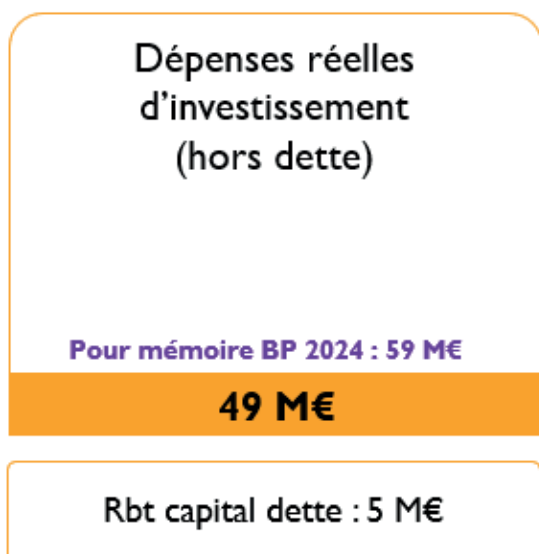 Dépenses réelles
d’investissement
(hors dette)
Pour mémoire BP 2024 : 59 M€
49 M€
Rbt capital dette : 5 M€